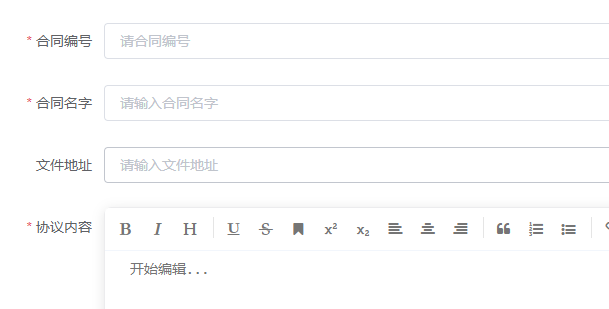 * 合同编号 请合同编号
* 合同名字 请输入合同名字
文件地址 请输入文件地址
* 协议内容 B I H U S x² x₂
开始编辑...